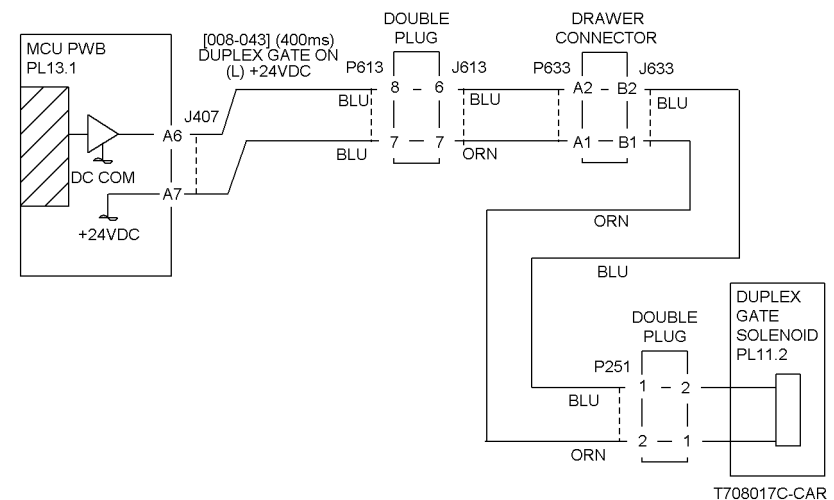 DOUBLE
PLUG
DRAWER
CONNECTOR
MCU PWB
PL13.1
[008-043] (400ms)
DUPLEX GATE ON
(L) +24VDC
P613
J613
P633
J633
8 – 6
A2 – B2
BLU
BLU
BLU
J407
A6
7 – 7
A1 – B1
BLU
ORN
DC COM
A7
+24VDC
ORN
BLU
DUPLEX
GATE
SOLENOID
PL11.2
DOUBLE
PLUG
P251
1 – 2
BLU
2 – 1
ORN
T708017C-CAR